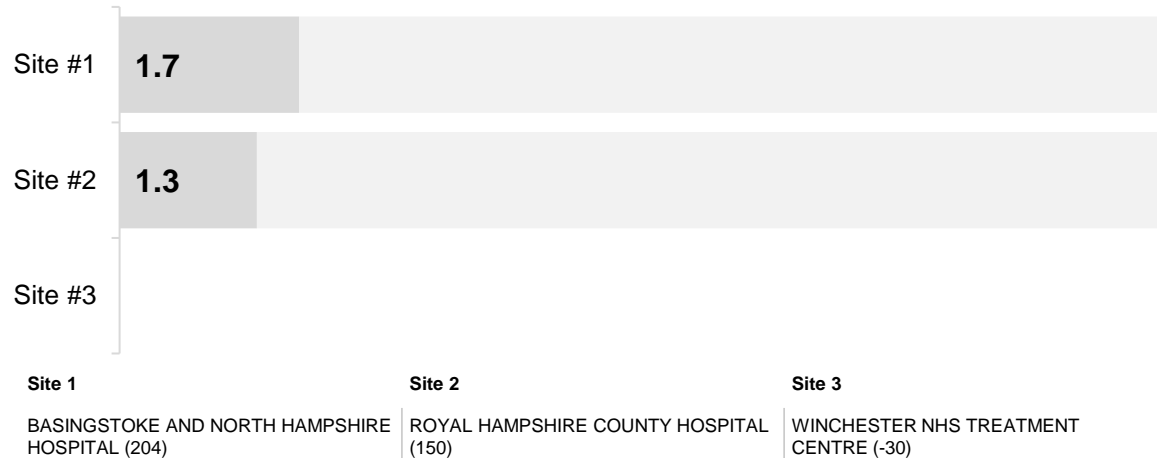 Site #1
1.7
Site #2
1.3
Site #3
Site 1
BASINGSTOKE AND NORTH HAMPSHIRE
HOSPITAL (204)
Site 2
ROYAL HAMPSHIRE COUNTY HOSPITAL
(150)
Site 3
WINCHESTER NHS TREATMENT
CENTRE (-30)